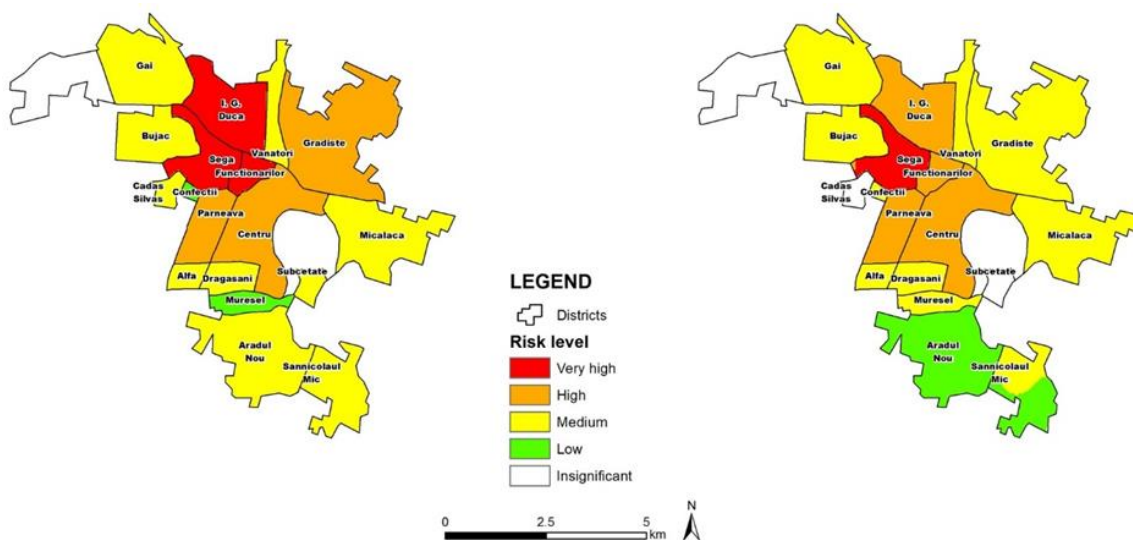 Gai
I. G.
Duca
Gradiste
Bujac
Vanatori
Sega
Functionarilor
Cadas
Silvas
Confectii
Parneava
Centru
Micalaca
Subcetate
Alfa
Dragasani
Muresel
Aradul
Nou
Sannicolaul
Mic
LEGEND
Districts
Risk level
Very high
High
Medium
Low
Insignificant
0 2.5 5
km
N
Gai
I. G.
Duca
Gradiste
Bujac
Vanatori
Sega
Functionarilor
Cadas
Silvas
Confectii
Parneava
Centru
Micalaca
Subcetate
Alfa
Dragasani
Muresel
Aradul
Nou
Sannicolaul
Mic